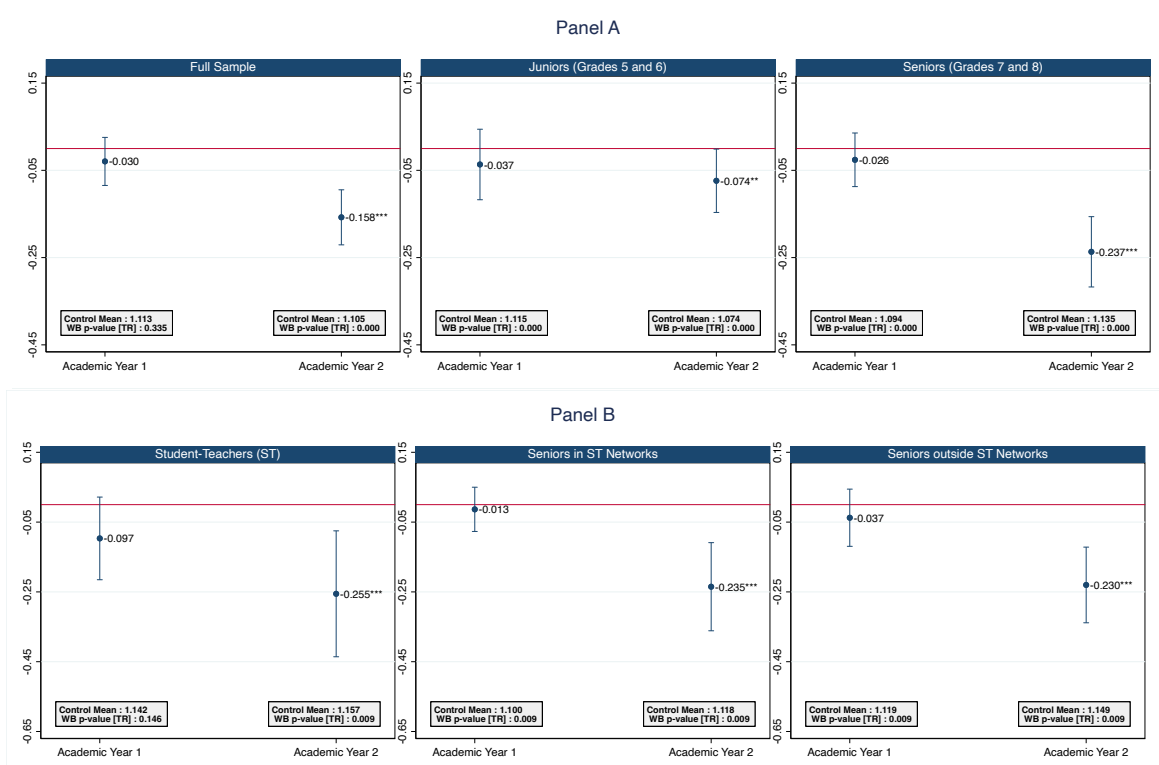 Panel A
Full Sample
Juniors (Grades 5 and 6)
Seniors (Grades 7 and 8)
0.15
-0.05
-0.25
-0.45
-0.030
-0.158***
Control Mean : 1.113
WB p-value [TR] : 0.335
Control Mean : 1.105
WB p-value [TR] : 0.000
Academic Year 1
Academic Year 2
0.15
-0.05
-0.25
-0.45
-0.037
-0.074**
Control Mean : 1.115
WB p-value [TR] : 0.000
Control Mean : 1.074
WB p-value [TR] : 0.000
Academic Year 1
Academic Year 2
0.15
-0.05
-0.25
-0.45
-0.026
-0.237***
Control Mean : 1.094
WB p-value [TR] : 0.000
Control Mean : 1.135
WB p-value [TR] : 0.000
Academic Year 1
Academic Year 2
Panel B
Student-Teachers (ST)
Seniors in ST Networks
Seniors outside ST Networks
0.15
-0.05
-0.25
-0.45
-0.65
-0.097
-0.255***
Control Mean : 1.142
WB p-value [TR] : 0.146
Control Mean : 1.157
WB p-value [TR] : 0.009
Academic Year 1
Academic Year 2
0.15
-0.05
-0.25
-0.45
-0.65
-0.013
-0.235***
Control Mean : 1.100
WB p-value [TR] : 0.009
Control Mean : 1.118
WB p-value [TR] : 0.009
Academic Year 1
Academic Year 2
0.15
-0.05
-0.25
-0.45
-0.65
-0.037
-0.230***
Control Mean : 1.119
WB p-value [TR] : 0.009
Control Mean : 1.149
WB p-value [TR] : 0.009
Academic Year 1
Academic Year 2